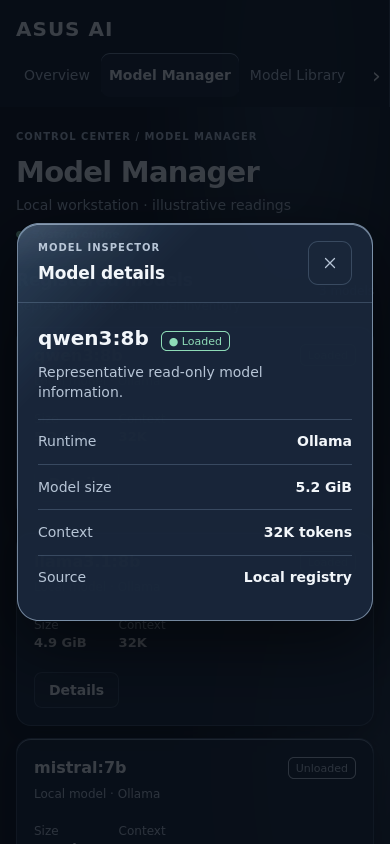 ASUS AI
Overview Model Manager Model Library
CONTROL CENTER / MODEL MANAGER
Model Manager
Local workstation · illustrative readings
MODEL INSPECTOR
Model details
qwen3:8b Loaded
Representative read-only model
information.
Runtime Ollama
Model size 5.2 GiB
Context 32K tokens
Source Local registry
Size Context
4.9 GiB 32K
Details
mistral:7b Unloaded
Local model · Ollama
Size Context